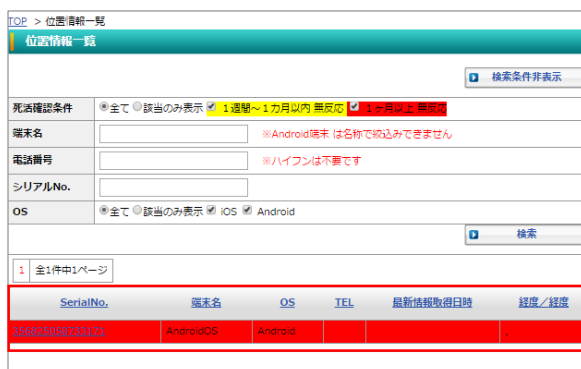 TOP > 位置情報一覧
位置情報一覧
検索条件非表示
死活確認条件 全て 該当のみ表示 1週間~1カ月以内 無反応 1ヶ月以上 無反応
端末名 ※Android端末 は名称で絞込みできません
電話番号 ※ハイフンは不要です
シリアルNo.
OS 全て 該当のみ表示 iOS Android
検索
1 全1件中1ページ
SerialNo. 端末名 OS TEL 最新情報取得日時 経度/経度
AndroidOS Android ,